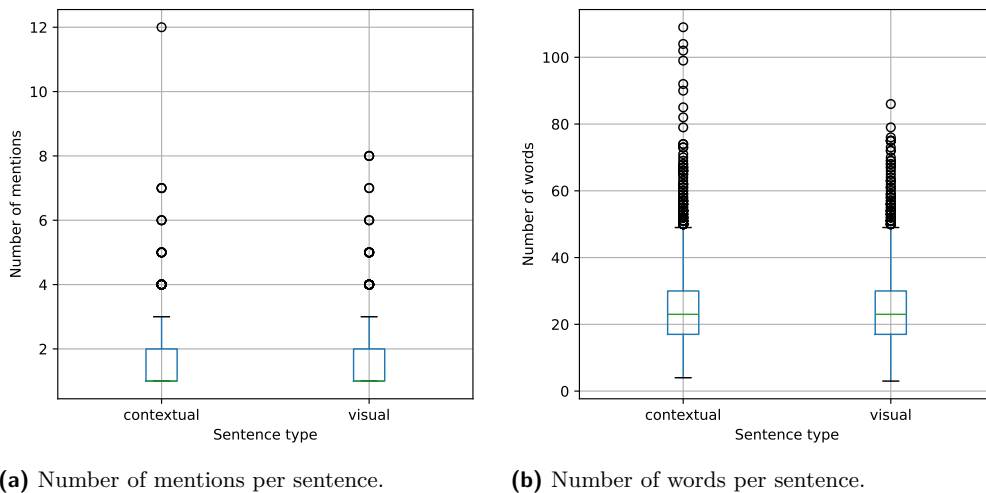 12
10
8
6
4
2
Number of mentions
contextual
visual
Sentence type
(a) Number of mentions per sentence.
100
80
60
40
20
0
Number of words
contextual
visual
Sentence type
(b) Number of words per sentence.